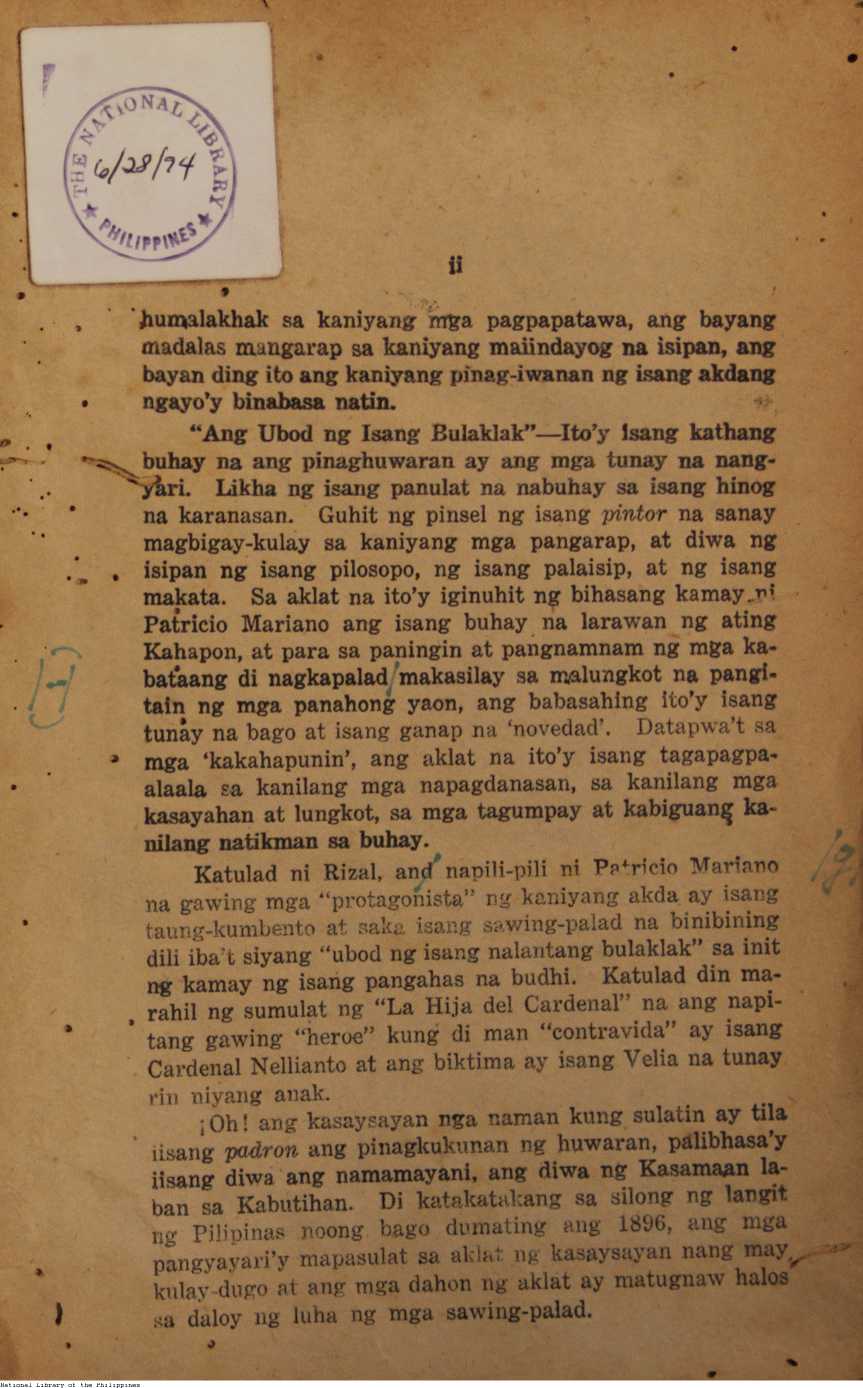 THE NATIONAL LIBRARY
6/28/74
PHILIPPINES
ii
humalakhak sa kaniyang mga pagpapatawa, ang bayang
madalas mangarap sa kaniyang maiindayog na isipan, ang
bayan ding ito ang kaniyang pinag-iwanan ng isang akdang
ngayo'y binabasa natin.
“Ang Ubod ng Isang Bulaklak”—Ito'y isang kathang
buhay na ang pinaghuwaran ay ang mga tunay na nang-
yari. Likha ng isang panulat na nabuhay sa isang hinog
na karanasan. Guhit ng pinsel ng isang pintor na sanay
magbigay-kulay sa kaniyang mga pangarap, at diwa ng
isipan ng isang pilosopo, ng isang palaisip, at ng isang
makata. Sa aklat na ito'y iginuhit ng bihasang kamay ni
Patricio Mariano ang isang buhay na larawan ng ating
Kahapon, at para sa paningin at pangnamnam ng mga ka-
bataang di nagkapalad makasilay sa malungkot na pangi-
tain ng mga panahong yaon, ang babasahing ito'y isang
tunay na bago at isang ganap na ‘novedad’. Datapwa't sa
mga ‘kakahapunin’, ang aklat na ito'y isang tagapagpa-
alaala sa kanilang mga napagdanasan, sa kanilang mga
kasayahan at lungkot, sa mga tagumpay at kabiguang ka-
nilang natikman sa buhay.
Katulad ni Rizal, and napili-pili ni Patricio Mariano
na gawing mga “protagonista” ng kaniyang akda ay isang
taung-kumbento at saka isang sawing-palad na binibining
dili iba't siyang “ubod ng isang nalantang bulaklak” sa init
ng kamay ng isang pangahas na budhi. Katulad din ma-
rahil ng sumulat ng “La Hija del Cardenal” na ang napi-
tang gawing “heroe” kung di man “contravida” ay isang
Cardenal Nellianto at ang biktima ay isang Velia na tunay
rin niyang anak.
¡Oh! ang kasaysayan nga naman kung sulatin ay tila
iisang padron ang pinagkukunan ng huwaran, palibhasa'y
iisang diwa ang namamayani, ang diwa ng Kasamaan la-
ban sa Kabutihan. Di katakatakang sa silong ng langit
ng Pilipinas noong bago dumating ang 1896, ang mga
pangyayari'y mapasulat sa aklat ng kasaysayan nang may
kulay-dugo at ang mga dahon ng aklat ay matugnaw halos
sa daloy ng luha ng mga sawing-palad.
National Library of the Philippines